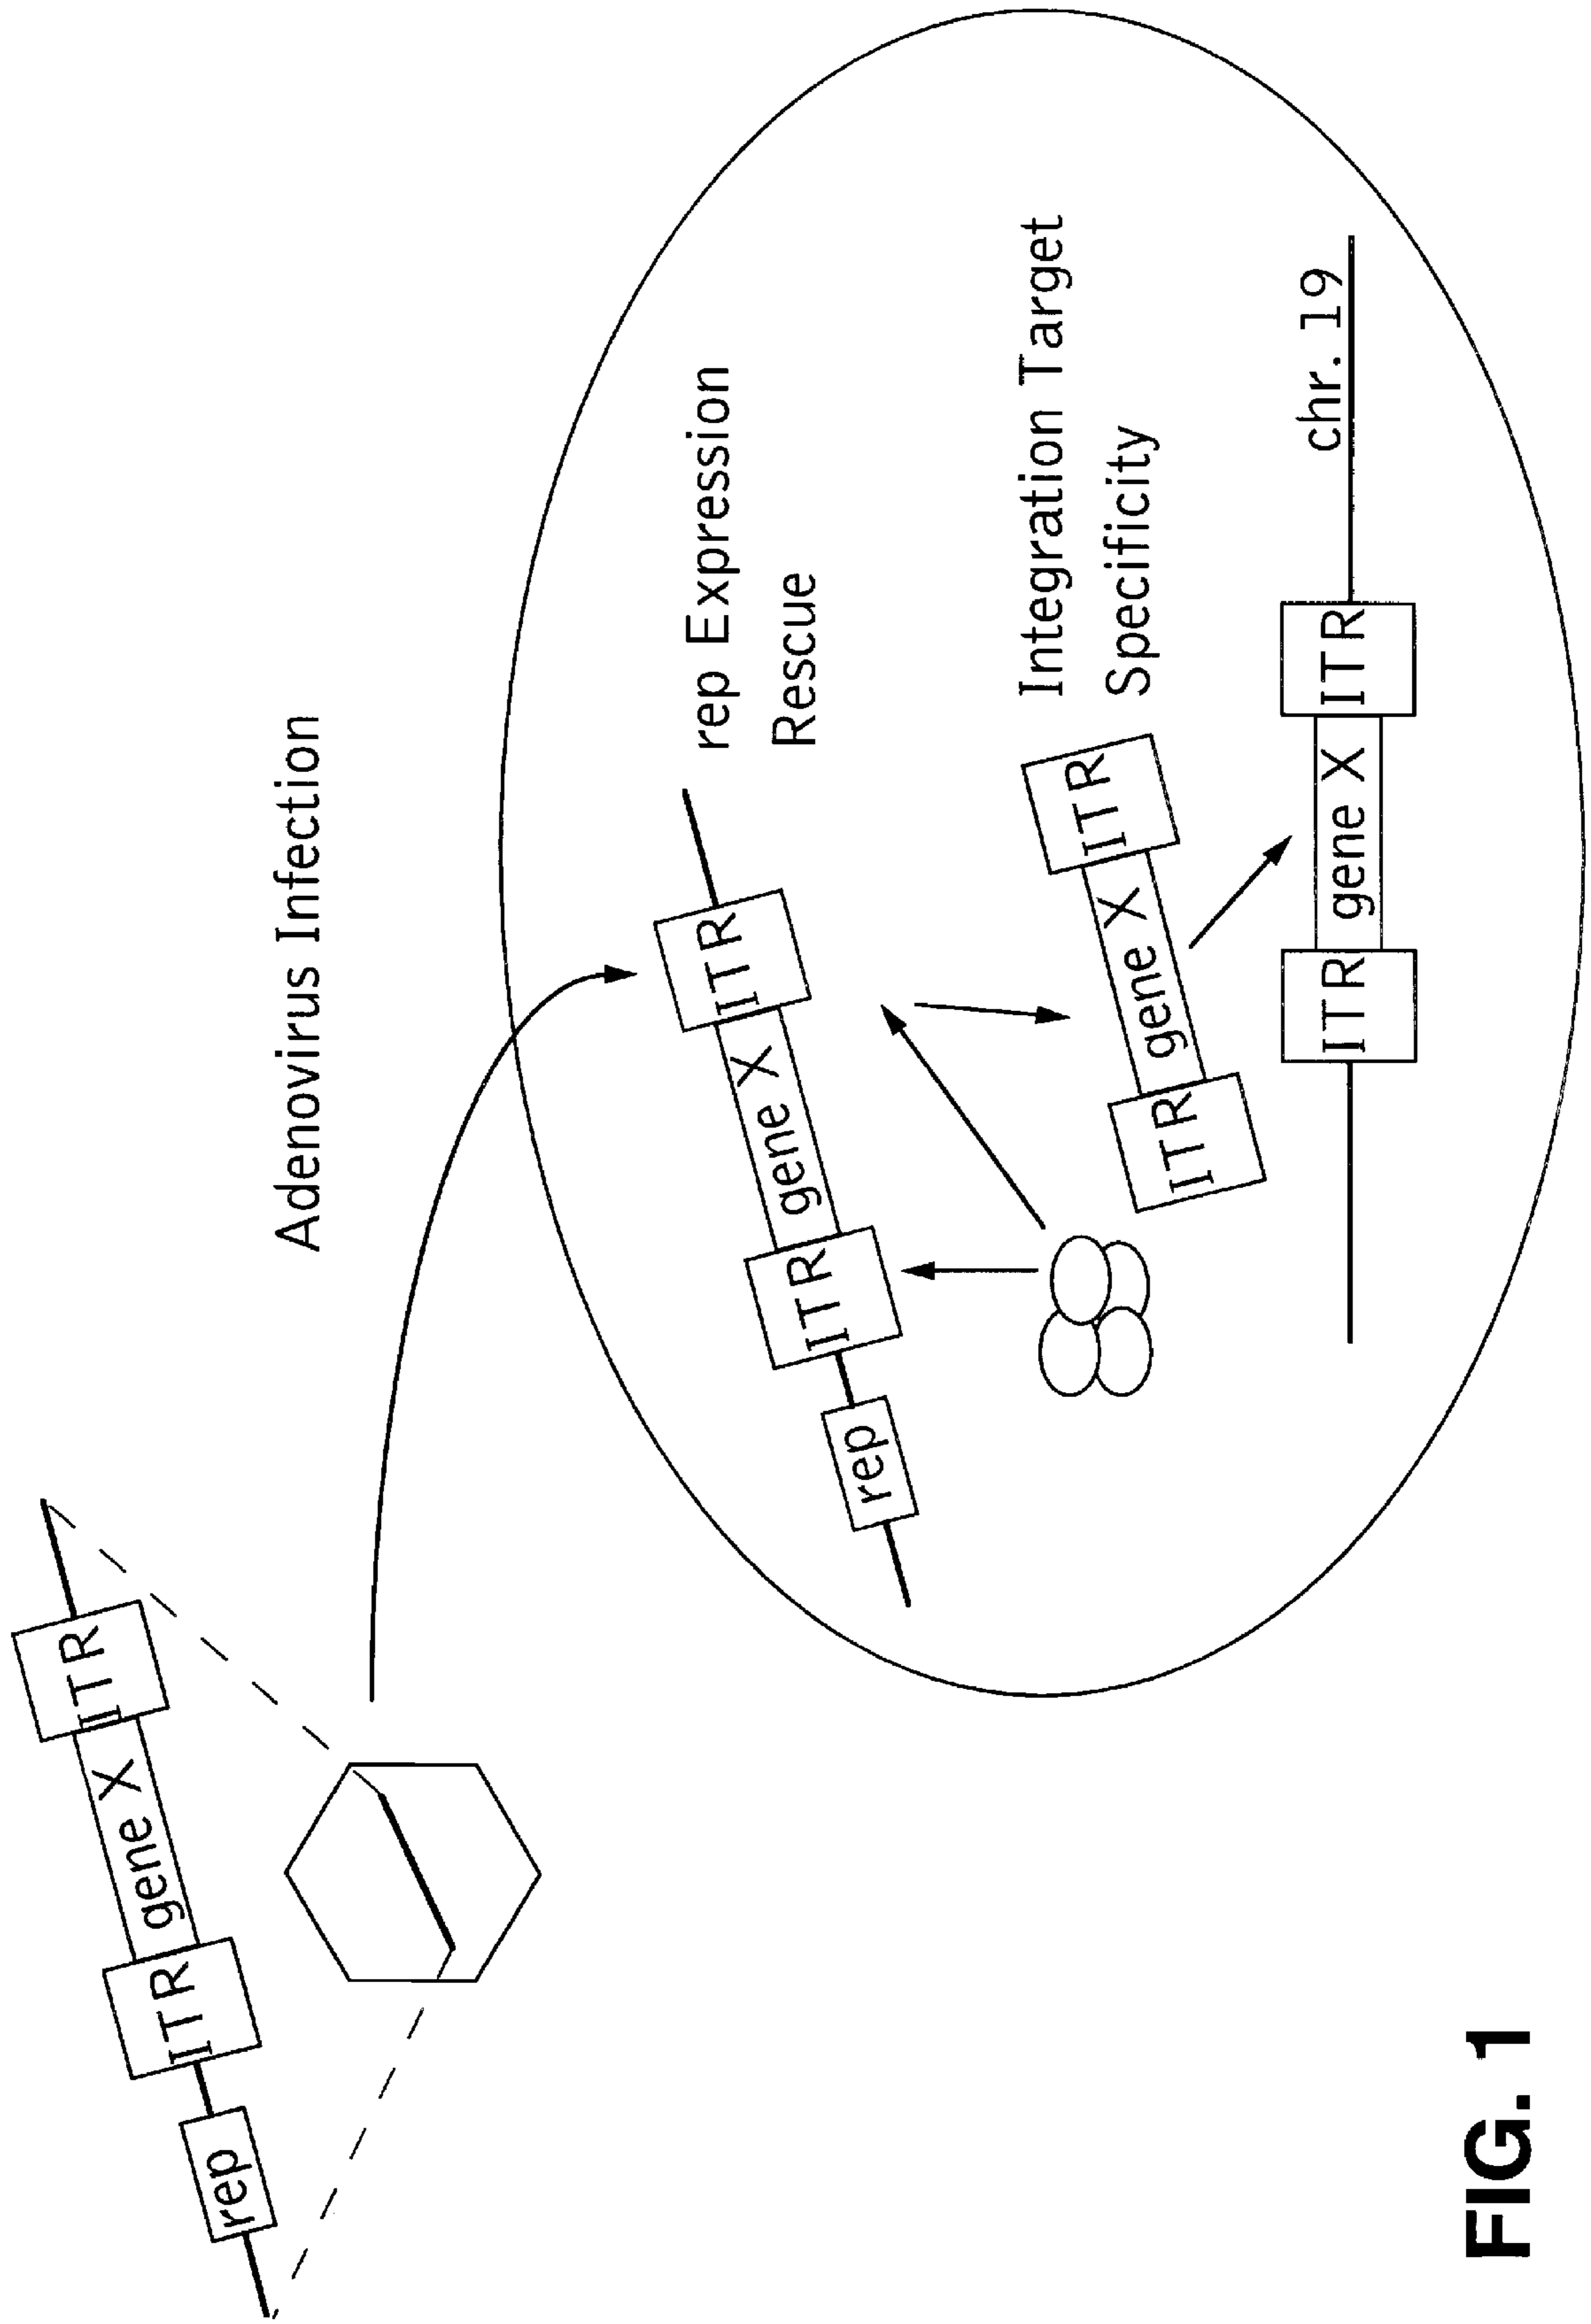 rep
ITR
gene X
ITR
Adenovirus Infection
rep
ITR
gene X
ITR
rep Expression
Rescue
ITR
gene X
ITR
Integration Target
Specificity
ITR
gene X
ITR
chr. 19
FIG. 1